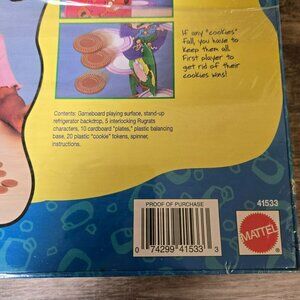 If any "cookies"
fall, you have to
keep them all.
First player to
get rid of their
cookies wins!
Contents: Gameboard playing surface, stand-up
refrigerator backdrop, 5 interlocking Rugrats
characters, 10 cardboard "plates," plastic balancing
base, 20 plastic "cookie" tokens, spinner,
instructions.
41533
PROOF OF PURCHASE
0 74299 41533 3
MATTEL